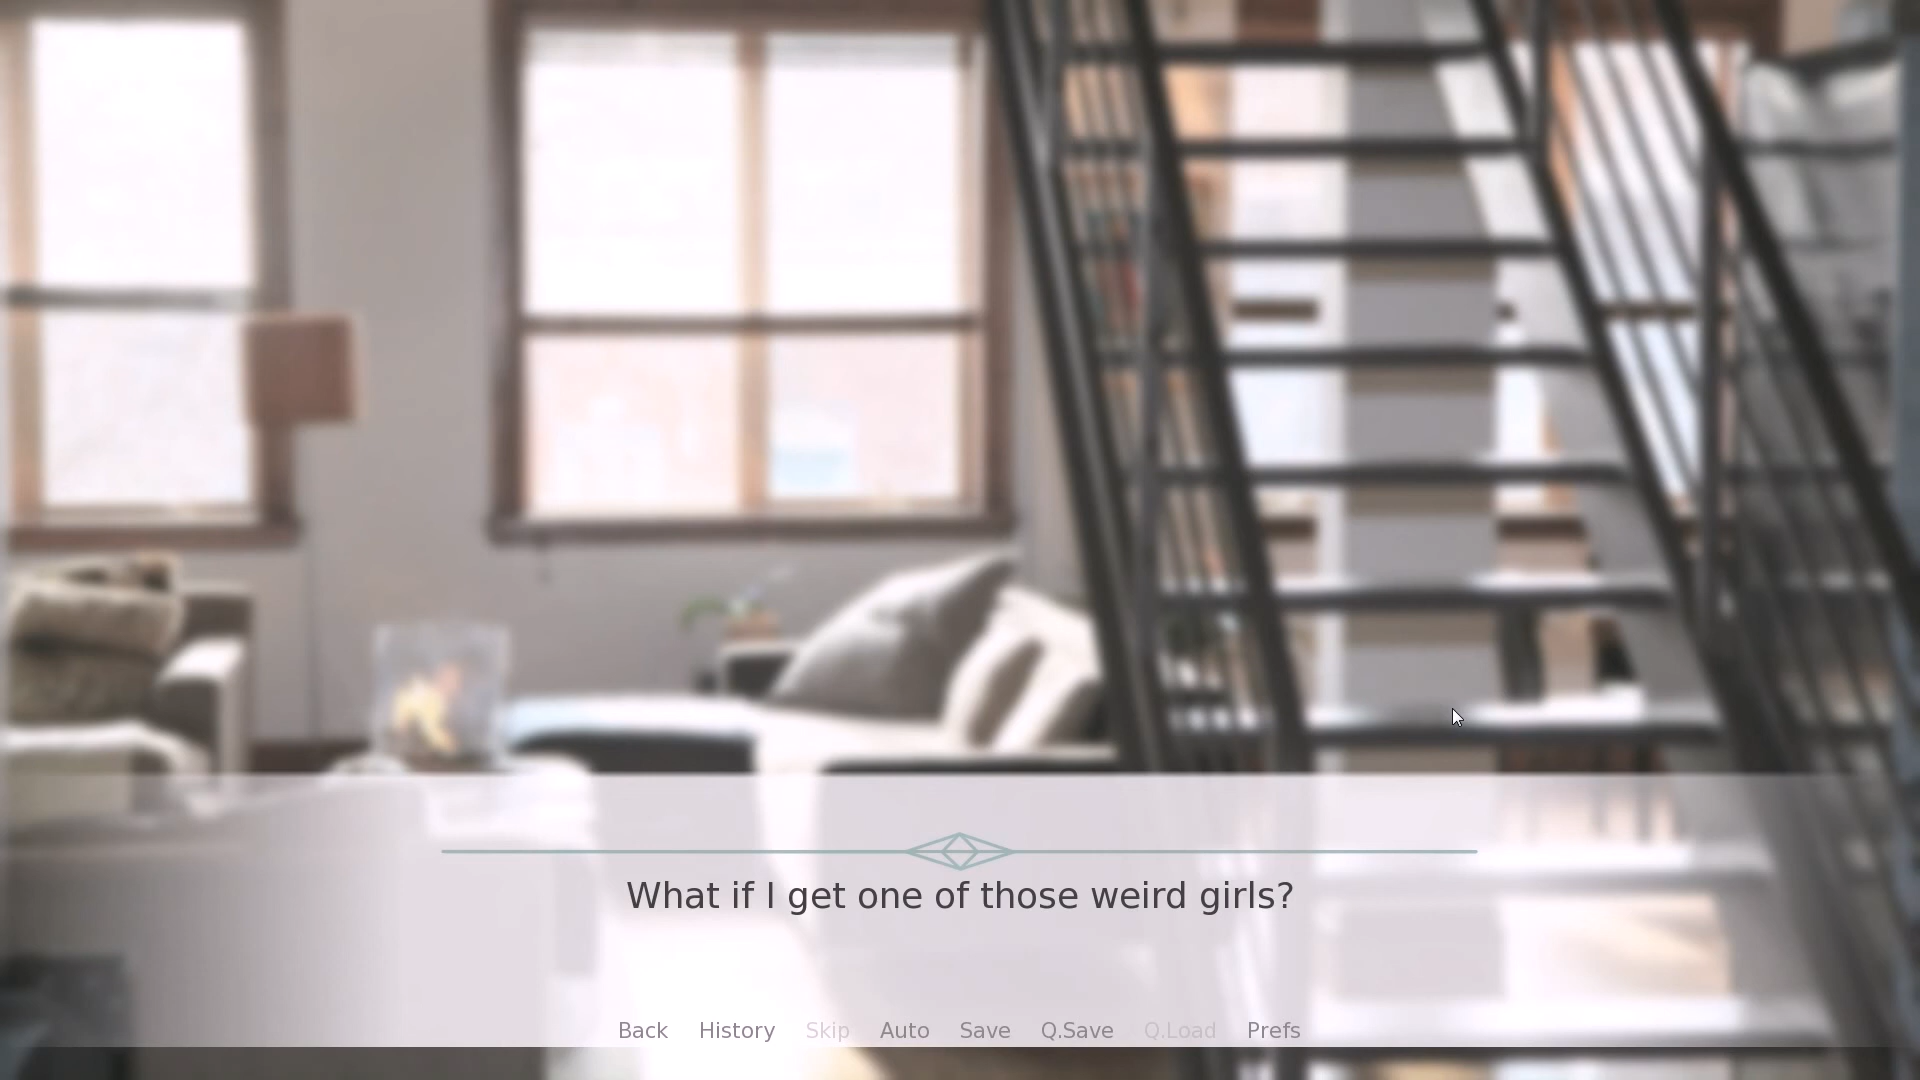 What if I get one of those weird girls?
Back History Skip Auto Save Q.Save Q.Load Prefs